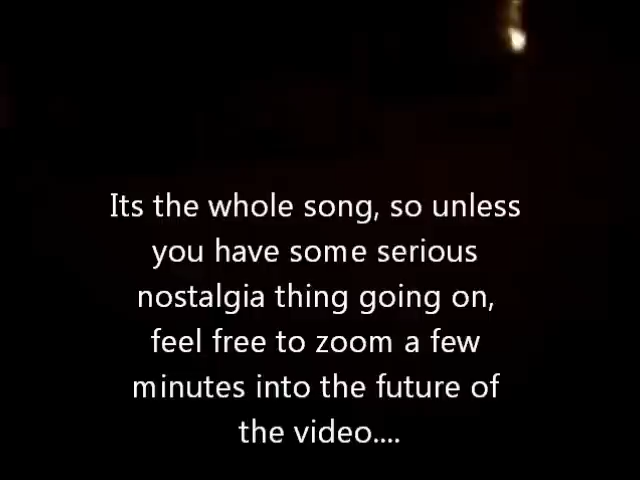 Its the whole song, so unless
you have some serious
nostalgia thing going on,
feel free to zoom a few
minutes into the future of
the video....